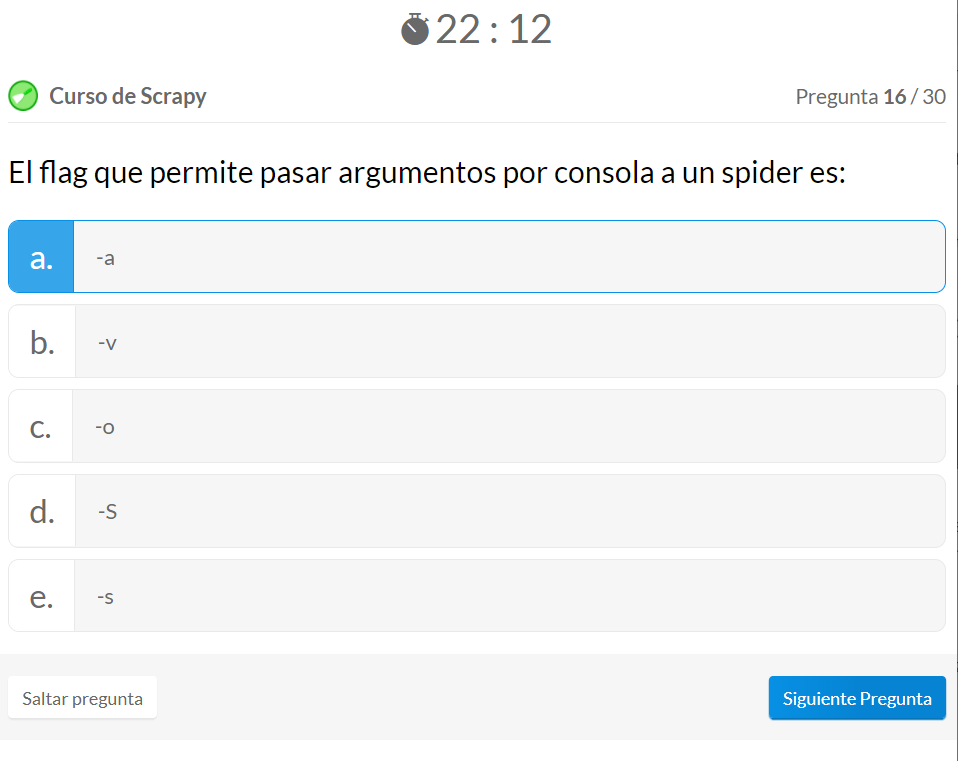 22 : 12
Curso de Scrapy
Pregunta 16 / 30
El flag que permite pasar argumentos por consola a un spider es:
a. -a
b. -v
c. -o
d. -S
e. -s
Saltar pregunta
Siguiente Pregunta